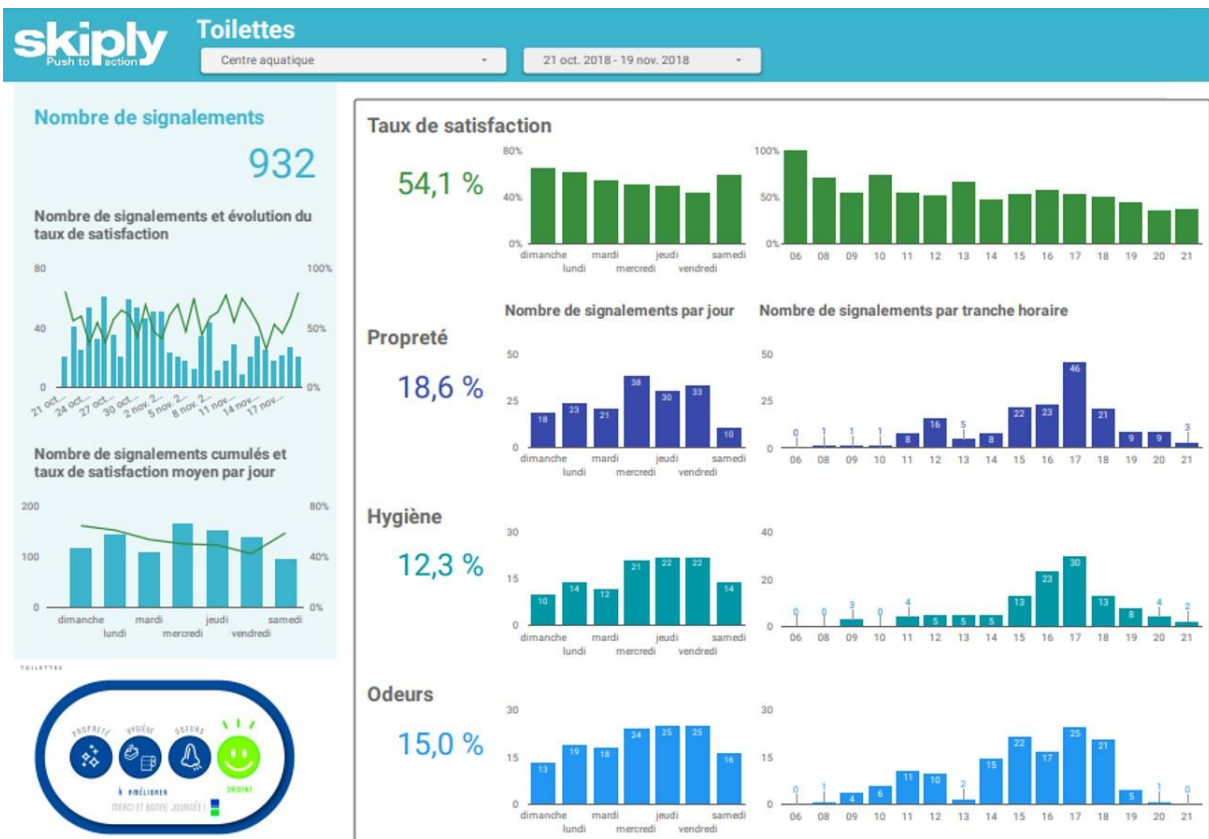 skiply
Push to action
Toilettes
Centre aquatique
21 oct. 2018 - 19 nov. 2018
Nombre de signalements
932
Nombre de signalements et évolution du
taux de satisfaction
80
100%
40
50%
0
0%
21 oct...
24 oct...
27 oct...
30 oct...
2 nov. 2...
5 nov. 2...
8 nov. 2...
11 nov...
14 nov...
17 nov...
Nombre de signalements cumulés et
taux de satisfaction moyen par jour
200
80%
100
40%
0
0%
dimanche mardi jeudi samedi
lundi mercredi vendredi
TOILETTES
PROPRETÉ HYGIÈNE ODEURS
SATISFAIT
À AMÉLIORER
MERCI ET BONNE JOURNÉE !
Taux de satisfaction
54,1 %
80%
40%
0%
dimanche mardi jeudi samedi
lundi mercredi vendredi
100%
50%
0%
06 08 09 10 11 12 13 14 15 16 17 18 19 20 21
Nombre de signalements par jour
Nombre de signalements par tranche horaire
Propreté
18,6 %
50
25
0
18 23 21 38 30 33 10
dimanche mardi jeudi samedi
lundi mercredi vendredi
50
25
0
0 1 1 1 8 16 5 8 22 23 46 21 9 9 3
06 08 09 10 11 12 13 14 15 16 17 18 19 20 21
Hygiène
12,3 %
30
15
0
10 14 12 21 22 22 14
dimanche mardi jeudi samedi
lundi mercredi vendredi
40
20
0
0 0 3 0 4 5 5 5 13 23 30 13 8 4 2
06 08 09 10 11 12 13 14 15 16 17 18 19 20 21
Odeurs
15,0 %
30
15
0
13 19 18 24 25 25 16
dimanche mardi jeudi samedi
lundi mercredi vendredi
30
15
0
0 1 4 6 11 10 2 15 22 17 25 21 5 1 0
06 08 09 10 11 12 13 14 15 16 17 18 19 20 21